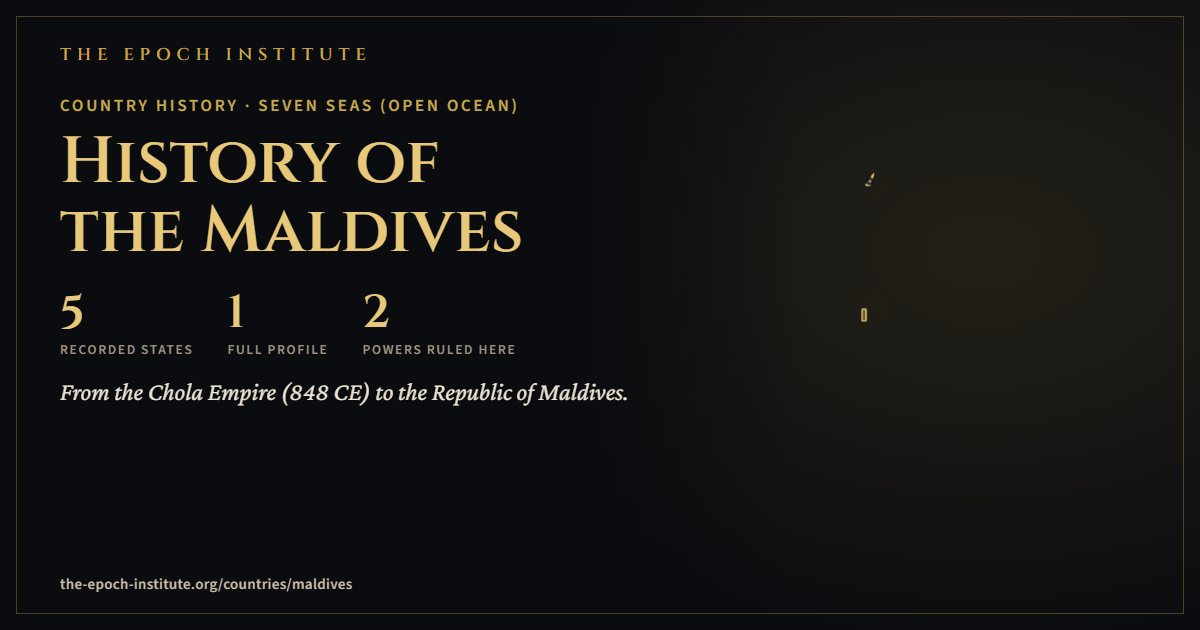 THE EPOCH INSTITUTE
COUNTRY HISTORY · SEVEN SEAS (OPEN OCEAN)
History of
the Maldives
5 1 2
RECORDED STATES FULL PROFILE POWERS RULED HERE
From the Chola Empire (848 CE) to the Republic of Maldives.
the-epoch-institute.org/countries/maldives